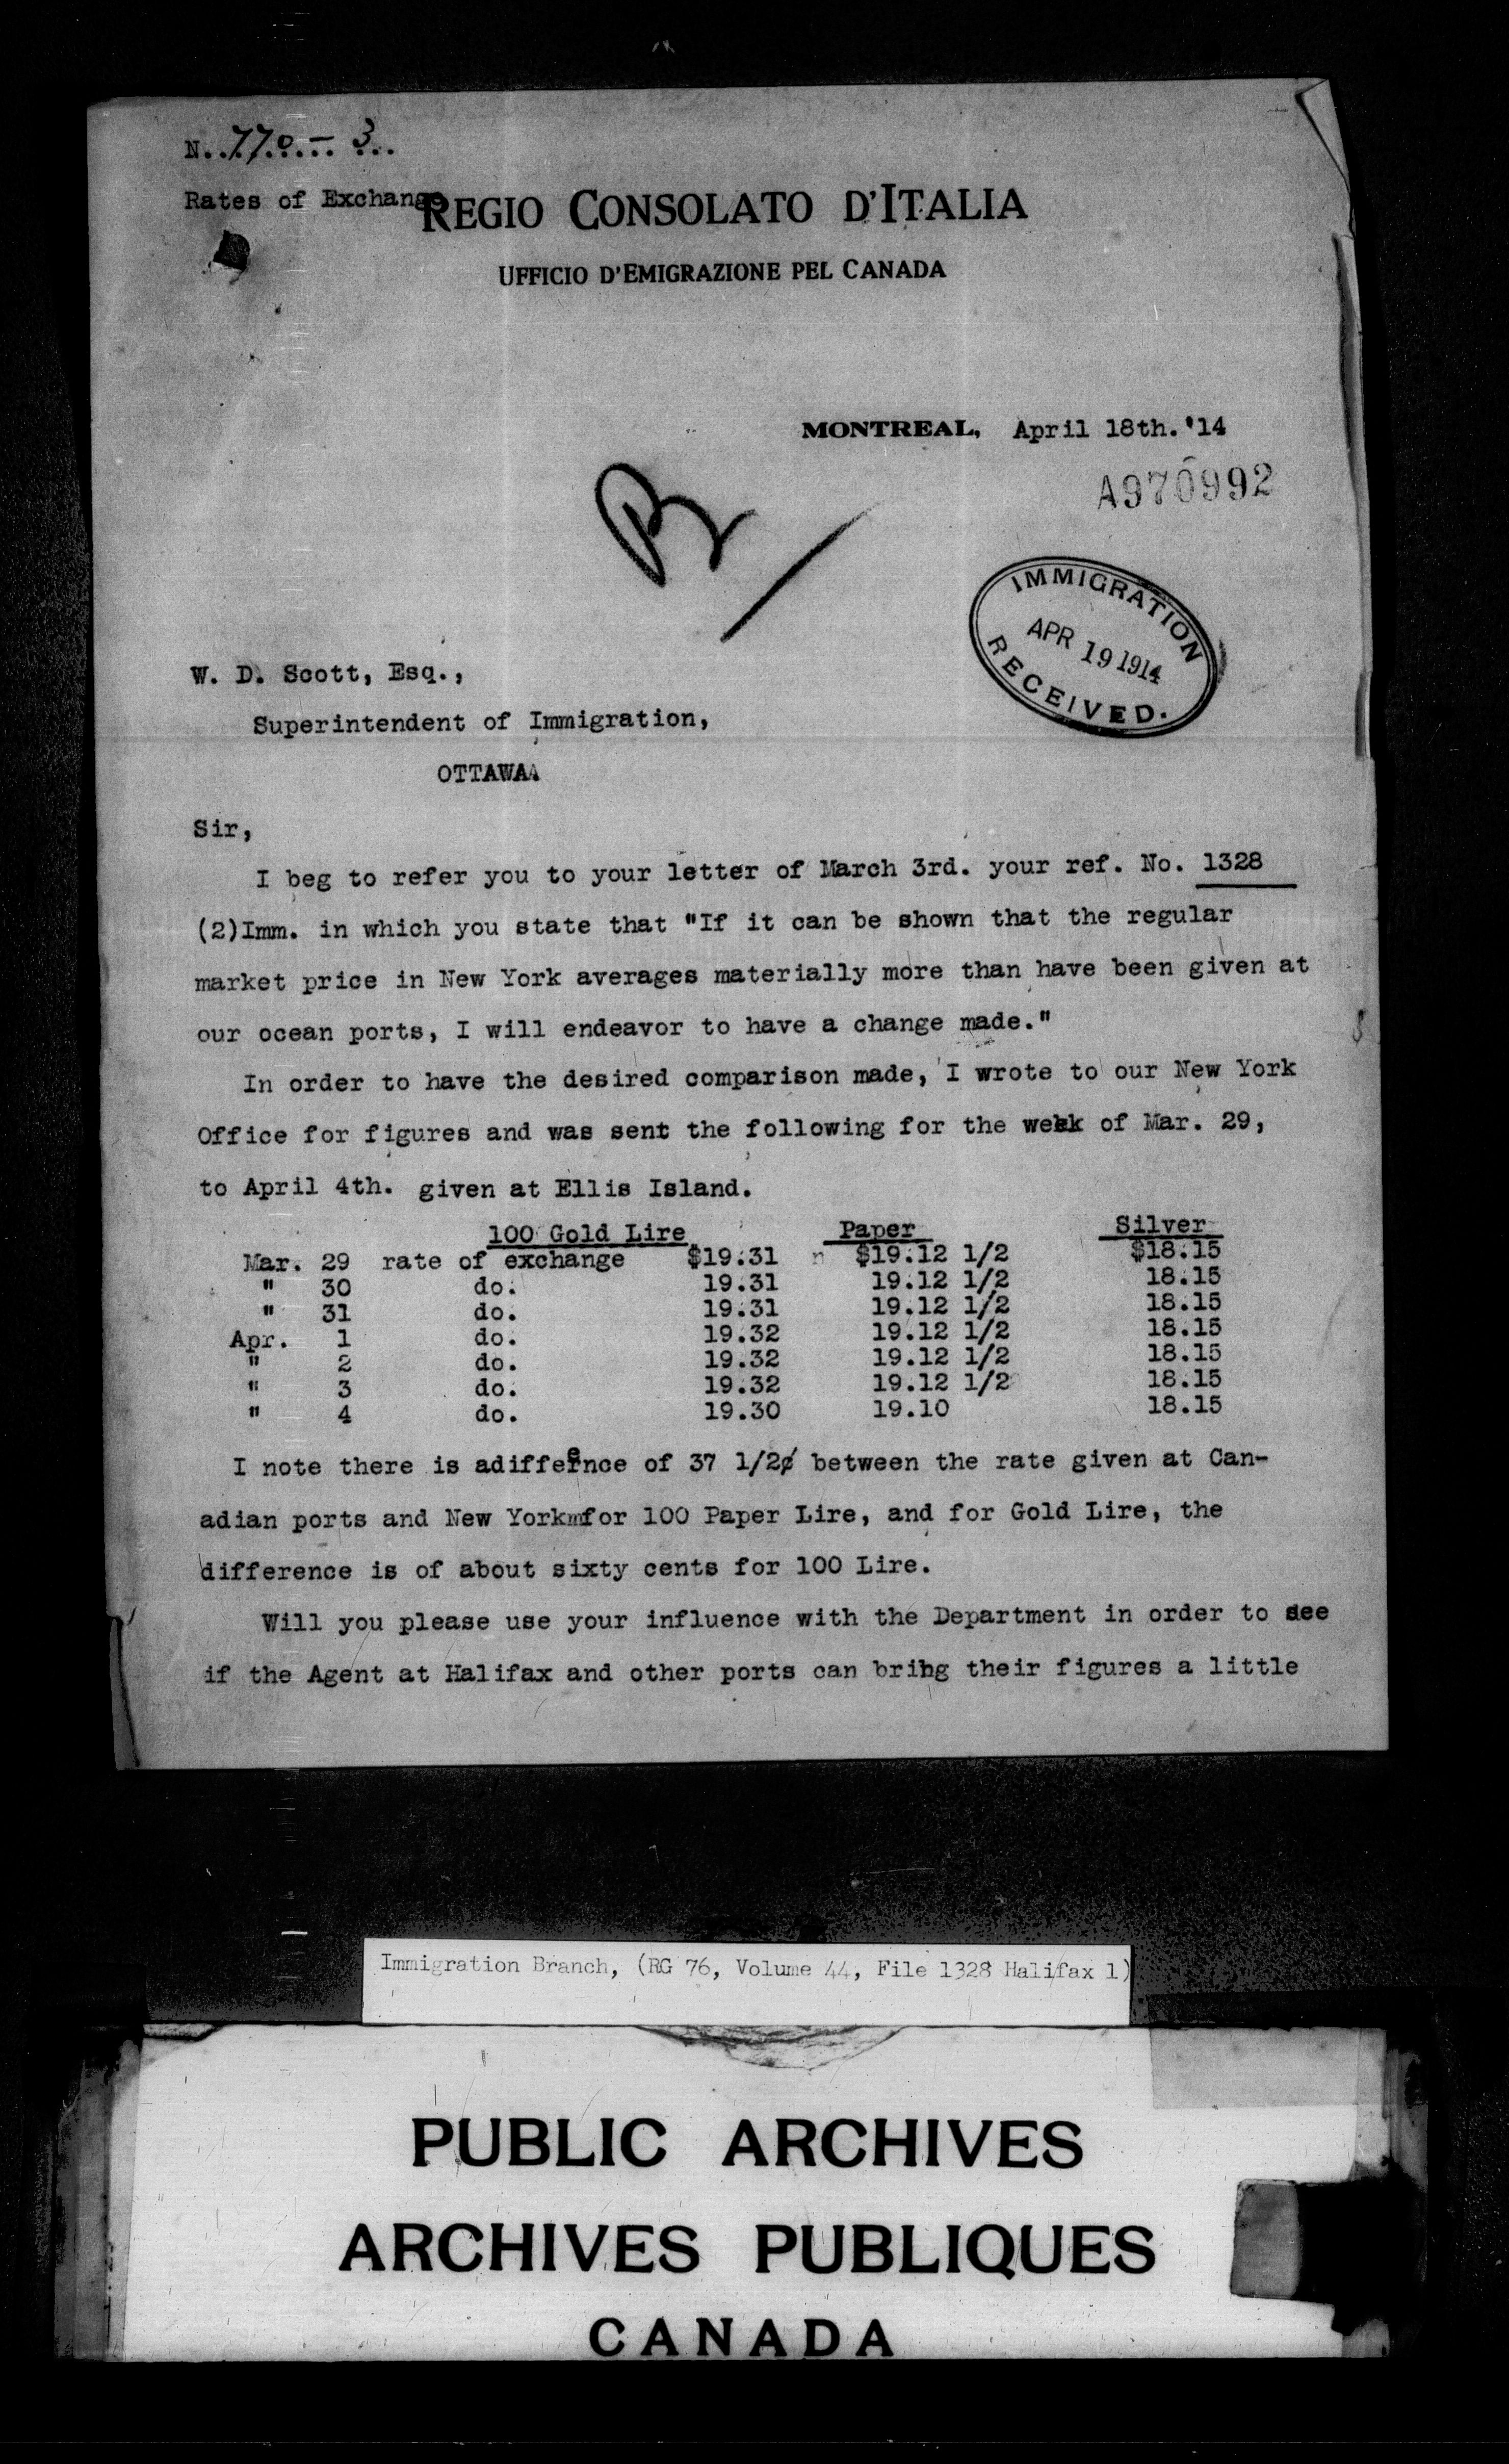 N. 770 - 3
Rates of Exchange
REGIO CONSOLATO D'ITALIA
UFFICIO D'EMIGRAZIONE PEL CANADA
MONTREAL, April 18th.'14
A970992
IMMIGRATION
APR 19 1914
RECEIVED.
W. D. Scott, Esq.,
Superintendent of Immigration,
OTTAWAA
Sir,
I beg to refer you to your letter of March 3rd. your ref. No. 1328
(2)Imm. in which you state that "If it can be shown that the regular
market price in New York averages materially more than have been given at
our ocean ports, I will endeavor to have a change made."
In order to have the desired comparison made, I wrote to our New York
Office for figures and was sent the following for the week of Mar. 29,
to April 4th. given at Ellis Island.
100 Gold Lire Paper Silver
Mar. 29 rate of exchange $19.31 $19.12 1/2 $18.15
" 30 do. 19.31 19.12 1/2 18.15
" 31 do. 19.31 19.12 1/2 18.15
Apr. 1 do. 19.32 19.12 1/2 18.15
" 2 do. 19.32 19.12 1/2 18.15
" 3 do. 19.32 19.12 1/2 18.15
" 4 do. 19.30 19.10 18.15
I note there is adifference of 37 1/2¢ between the rate given at Can-
adian ports and New York for 100 Paper Lire, and for Gold Lire, the
difference is of about sixty cents for 100 Lire.
Will you please use your influence with the Department in order to see
if the Agent at Halifax and other ports can bring their figures a little
Immigration Branch, (RG 76, Volume 44, File 1328 Halifax 1)
PUBLIC ARCHIVES
ARCHIVES PUBLIQUES
CANADA